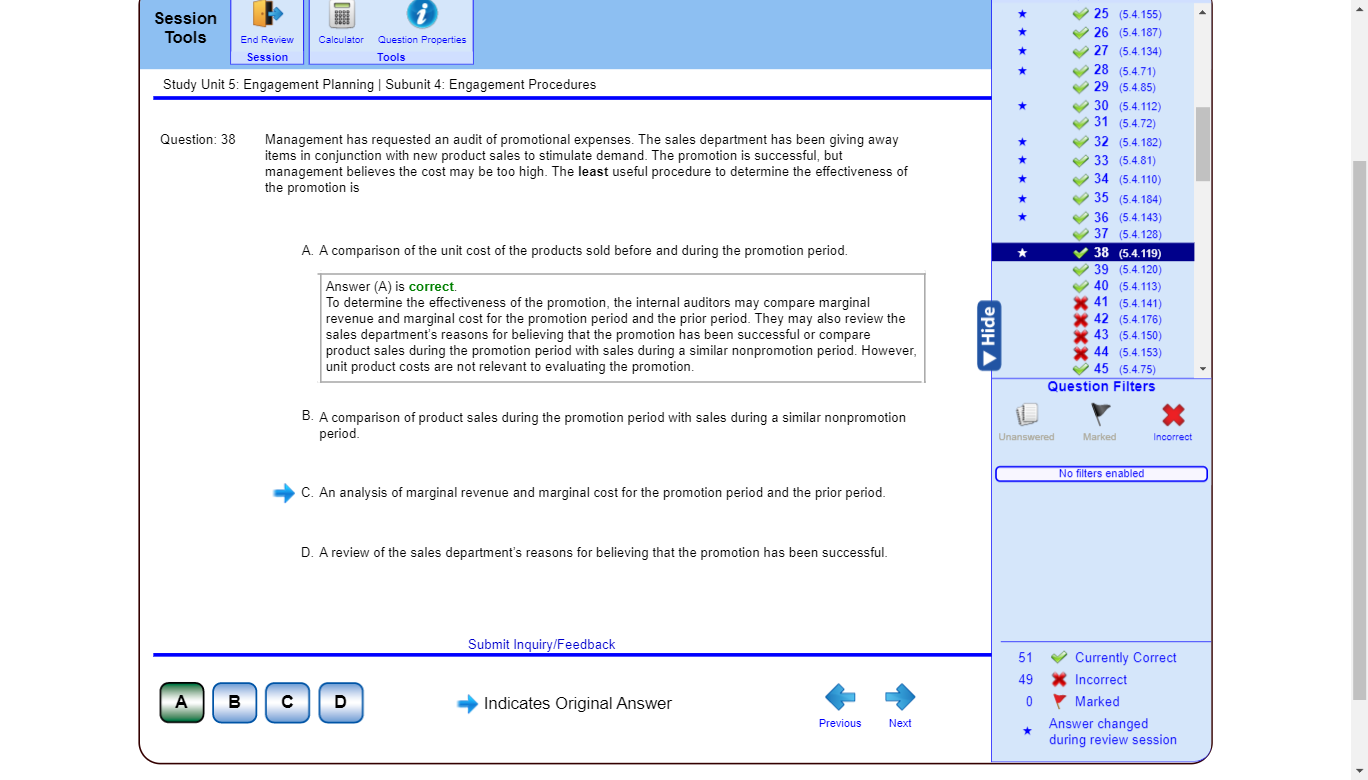 Session
Tools
End Review
Session
Calculator
Question Properties
Tools
Study Unit 5: Engagement Planning | Subunit 4: Engagement Procedures
Question: 38
Management has requested an audit of promotional expenses. The sales department has been giving away
items in conjunction with new product sales to stimulate demand. The promotion is successful, but
management believes the cost may be too high. The least useful procedure to determine the effectiveness of
the promotion is
A. A comparison of the unit cost of the products sold before and during the promotion period.
Answer (A) is correct.
To determine the effectiveness of the promotion, the internal auditors may compare marginal
revenue and marginal cost for the promotion period and the prior period. They may also review the
sales department's reasons for believing that the promotion has been successful or compare
product sales during the promotion period with sales during a similar nonpromotion period. However,
unit product costs are not relevant to evaluating the promotion.
B. A comparison of product sales during the promotion period with sales during a similar nonpromotion
period.
C. An analysis of marginal revenue and marginal cost for the promotion period and the prior period.
D. A review of the sales department's reasons for believing that the promotion has been successful.
Submit Inquiry/Feedback
A
B
C
D
Indicates Original Answer
Previous
Next
25 (5.4.155)
26 (5.4.187)
27 (5.4.134)
28 (5.4.71)
29 (5.4.85)
30 (5.4.112)
31 (5.4.72)
32 (5.4.182)
33 (5.4.81)
34 (5.4.110)
35 (5.4.184)
36 (5.4.143)
37 (5.4.128)
38 (5.4.119)
39 (5.4.120)
40 (5.4.113)
41 (5.4.141)
42 (5.4.176)
43 (5.4.150)
44 (5.4.153)
45 (5.4.75)
Hide
Question Filters
Unanswered
Marked
Incorrect
No filters enabled
51 Currently Correct
49 Incorrect
0 Marked
Answer changed
during review session